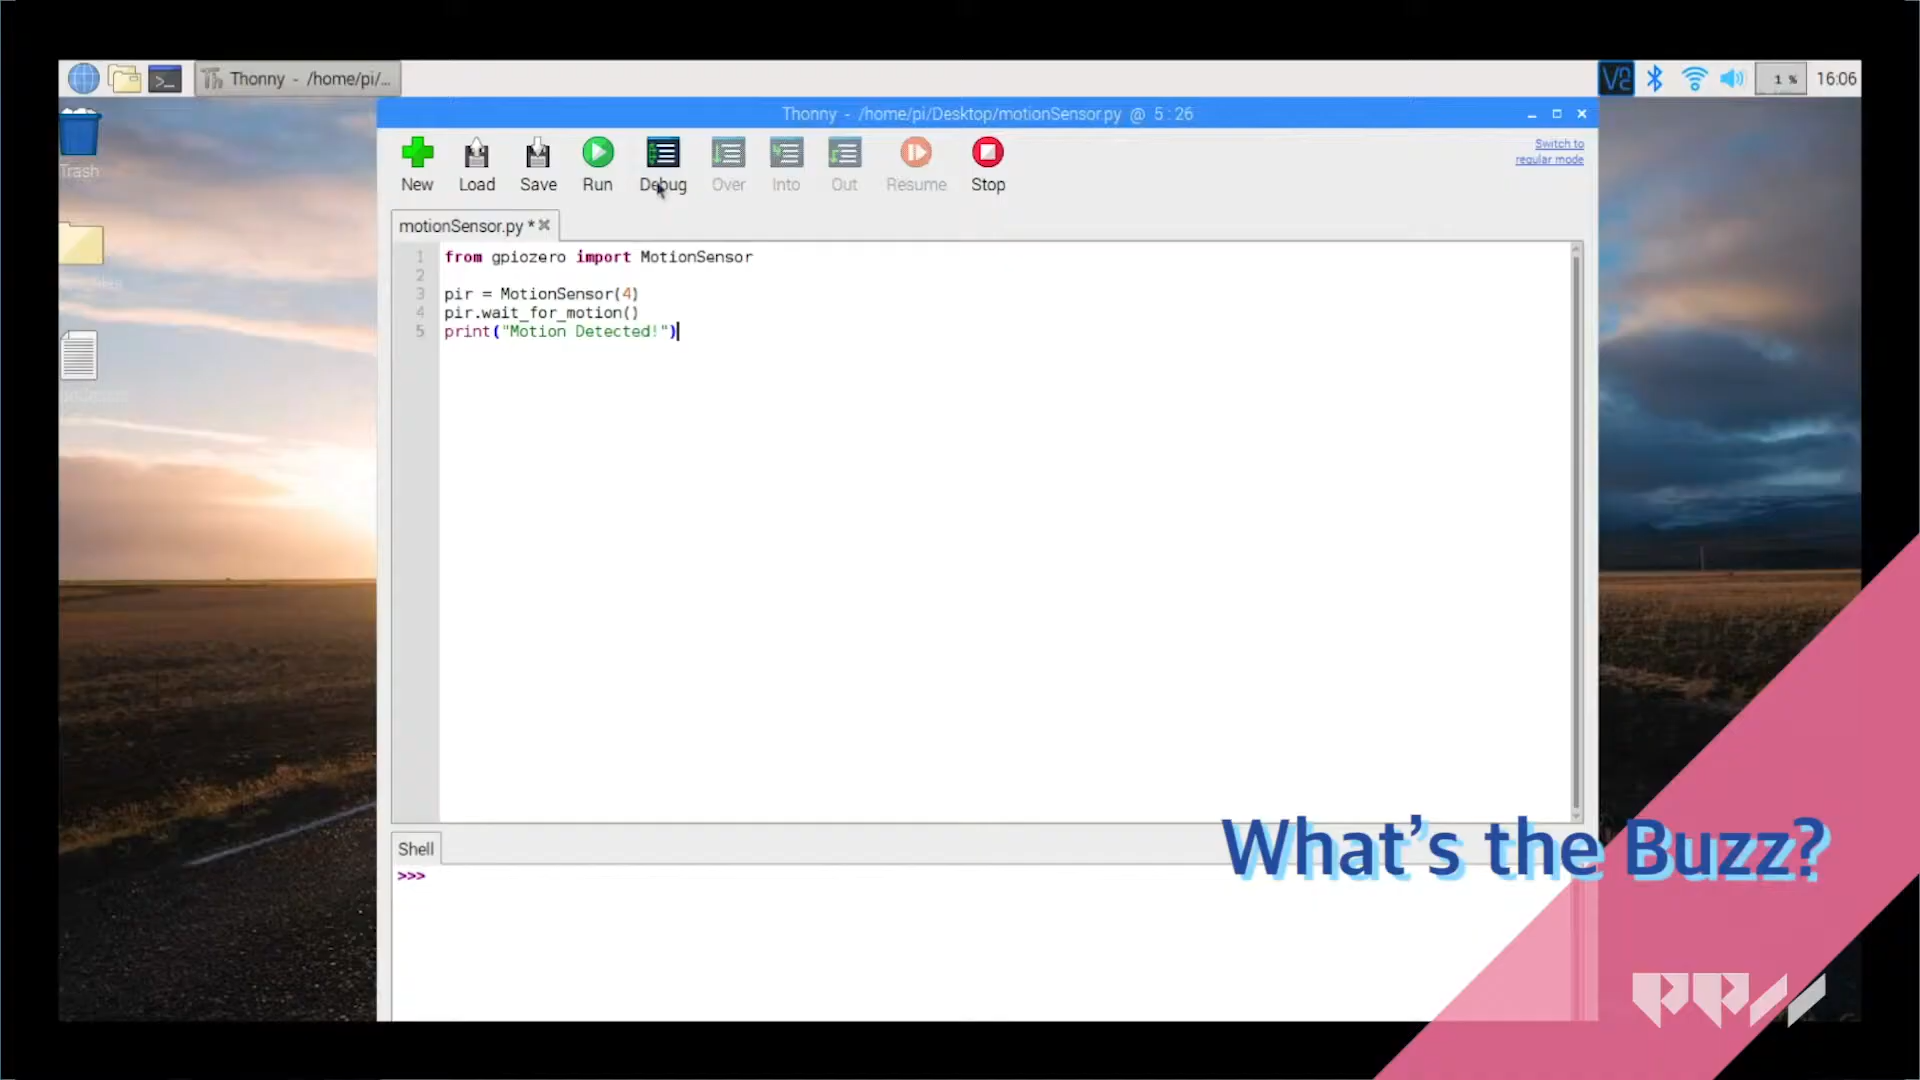 Thonny - /home/pi/...
1 %
16:06
Trash
Thonny - /home/pi/Desktop/motionSensor.py @ 5:26
Switch to
regular mode
New
Load
Save
Run
Debug
Over
Into
Out
Resume
Stop
motionSensor.py *
1 from gpiozero import MotionSensor
2
3 pir = MotionSensor(4)
4 pir.wait_for_motion()
5 print("Motion Detected!")
Shell
>>>
What's the Buzz?